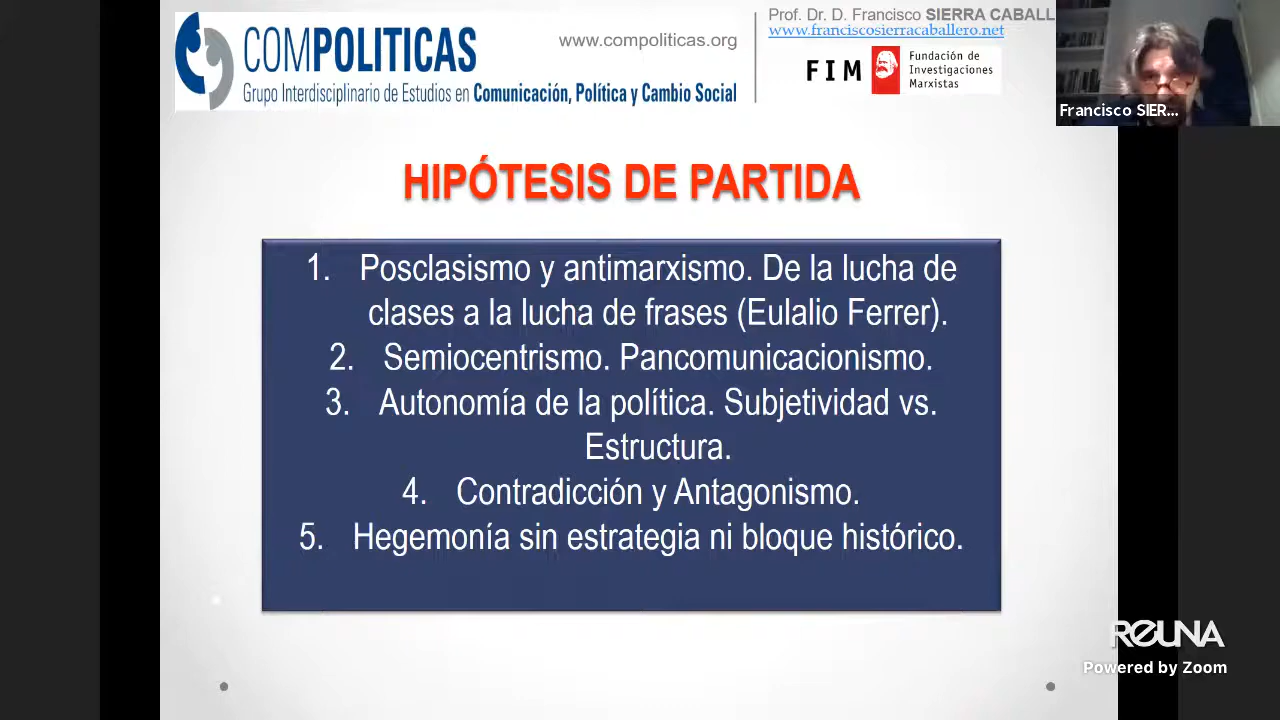 COMPOLITICAS
Grupo Interdisciplinario de Estudios en Comunicación, Política y Cambio Social
www.compoliticas.org
Prof. Dr. D. Francisco SIERRA CABALL
www.franciscosierracaballero.net
FIM
Fundación de
Investigaciones
Marxistas
Francisco SIER...
HIPÓTESIS DE PARTIDA
1. Posclasismo y antimarxismo. De la lucha de
clases a la lucha de frases (Eulalio Ferrer).
2. Semiocentrismo. Pancomunicacionismo.
3. Autonomía de la política. Subjetividad vs.
Estructura.
4. Contradicción y Antagonismo.
5. Hegemonía sin estrategia ni bloque histórico.
REUNA
Powered by Zoom